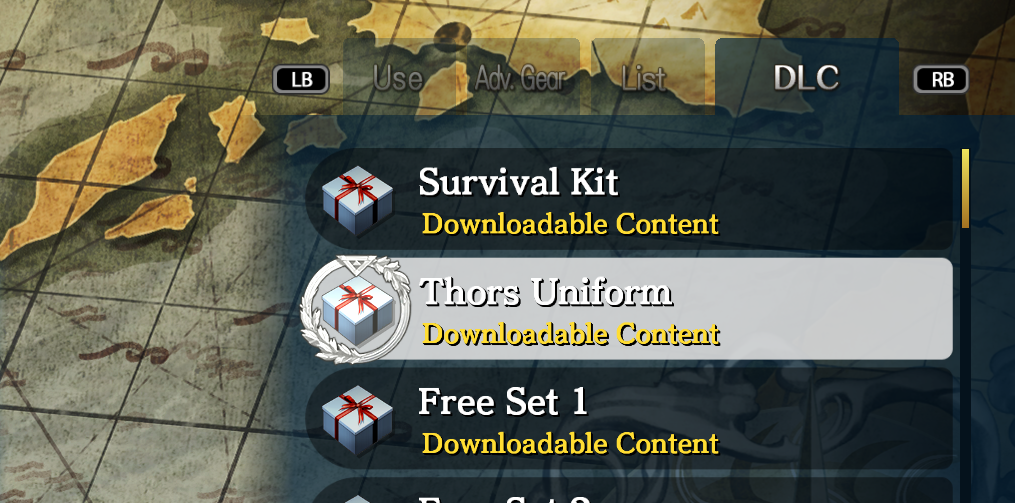 LB Use Adv. Gear List DLC RB
Survival Kit
Downloadable Content
Thors Uniform
Downloadable Content
Free Set 1
Downloadable Content